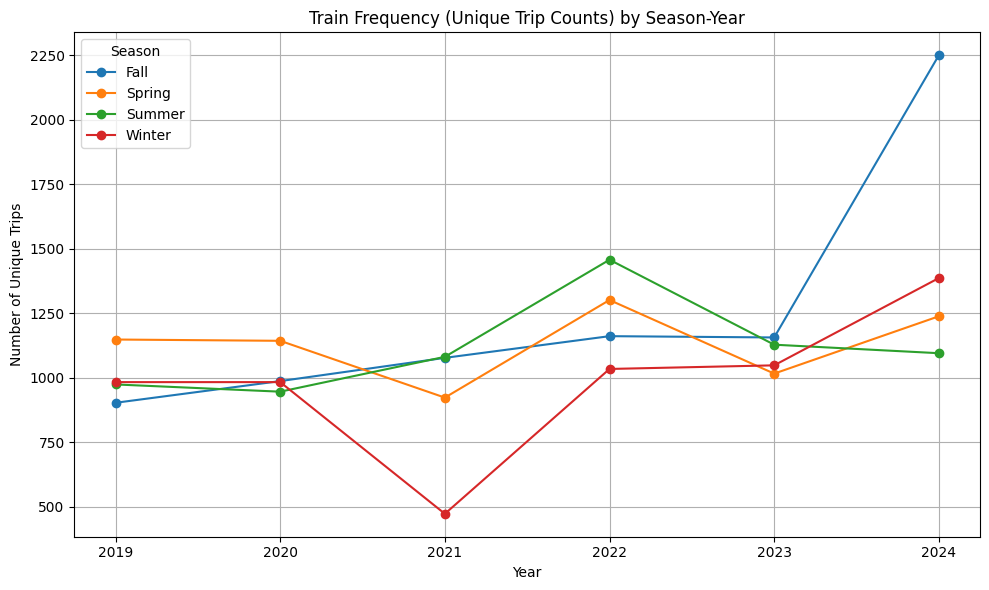 Train Frequency (Unique Trip Counts) by Season-Year
Season
Fall
Spring
Summer
Winter
Number of Unique Trips
2250
2000
1750
1500
1250
1000
750
500
2019 2020 2021 2022 2023 2024
Year